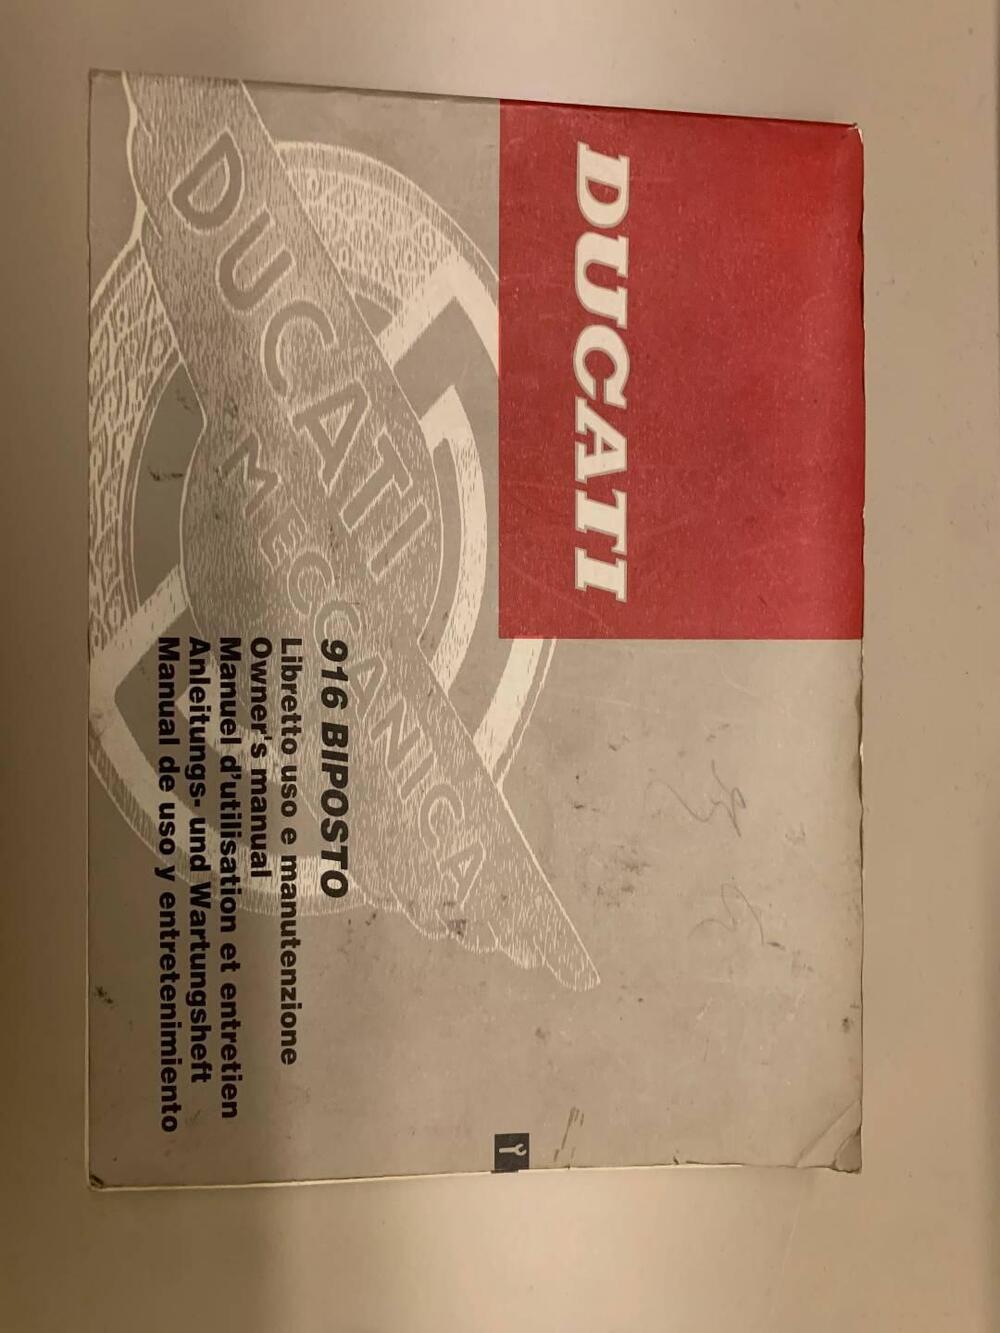 DUCATI
DUCATI
MECCANICA
916 BIPOSTO
Libretto uso e manutenzione
Owner's manual
Manuel d'utilisation et entretien
Anleitungs- und Wartungsheft
Manual de uso y entretenimiento